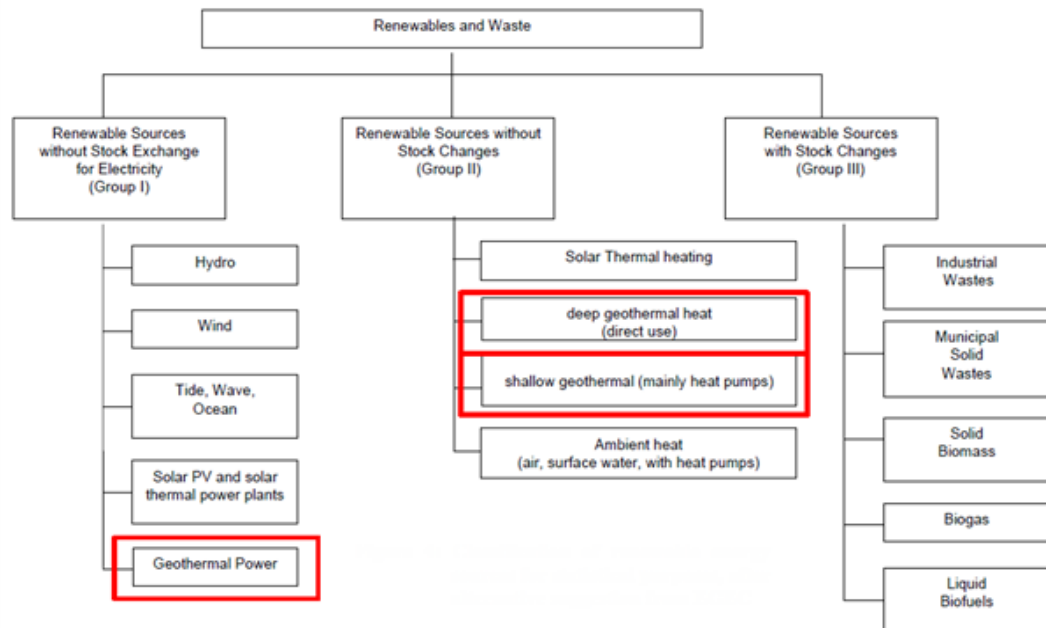 Renewables and Waste
Renewable Sources
without Stock Exchange
for Electricity
(Group I)
Hydro
Wind
Tide, Wave,
Ocean
Solar PV and solar
thermal power plants
Geothermal Power
Renewable Sources without
Stock Changes
(Group II)
Solar Thermal heating
deep geothermal heat
(direct use)
shallow geothermal (mainly heat pumps)
Ambient heat
(air, surface water, with heat pumps)
Renewable Sources
with Stock Changes
(Group III)
Industrial
Wastes
Municipal
Solid
Wastes
Solid
Biomass
Biogas
Liquid
Biofuels